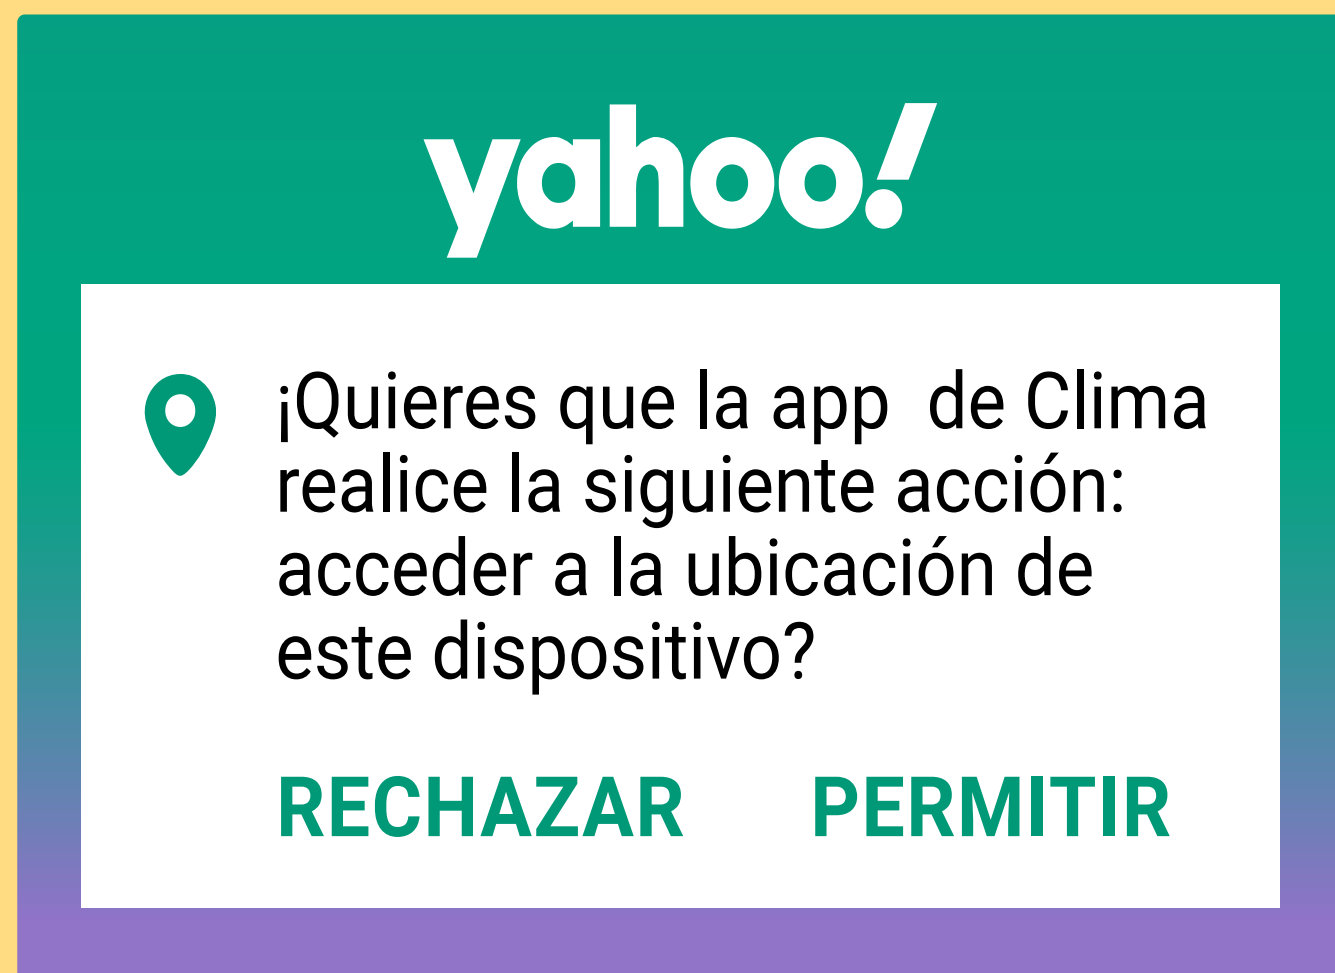 yahoo!
¡Quieres que la app  de Clima
realice la siguiente acción:
acceder a la ubicación de
este dispositivo?
RECHAZAR PERMITIR